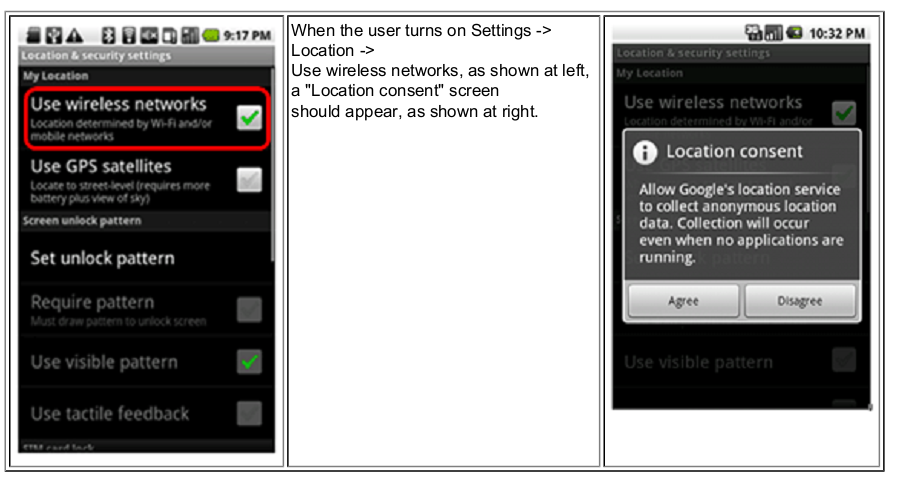 9:17 PM
Location & security settings
My Location
Use wireless networks
Location determined by Wi-Fi and/or
mobile networks
Use GPS satellites
Locate to street-level (requires more
battery plus view of sky)
Screen unlock pattern
Set unlock pattern
Require pattern
Must draw pattern to unlock screen
Use visible pattern
Use tactile feedback
SIM card lock
When the user turns on Settings ->
Location ->
Use wireless networks, as shown at left,
a "Location consent" screen
should appear, as shown at right.
10:32 PM
Location & security settings
My Location
Use wireless networks
Location determined by Wi-Fi and/or
Location consent
Allow Google's location service
to collect anonymous location
data. Collection will occur
even when no applications are
running.
Agree
Disagree
Use visible pattern